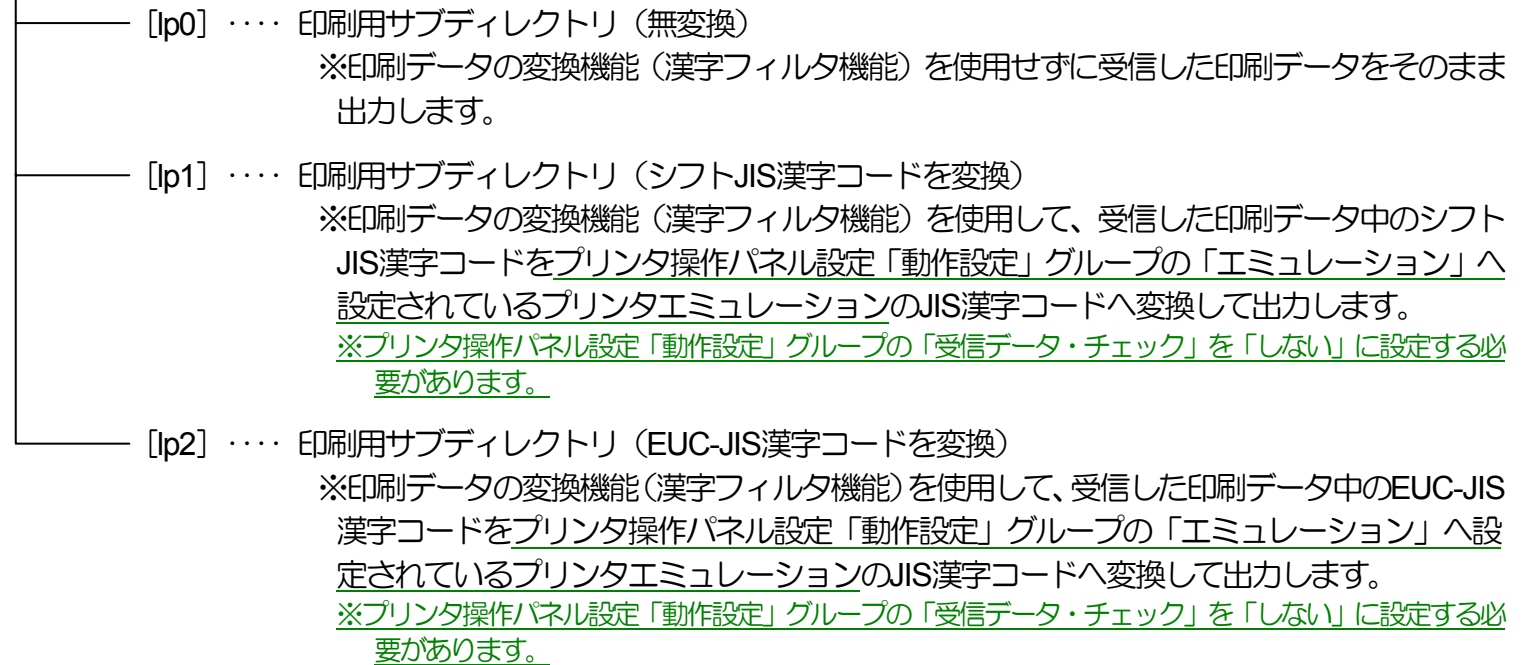 [lp0] ‥‥ 印刷用サブディレクトリ（無変換）
※印刷データの変換機能（漢字フィルタ機能）を使用せずに受信した印刷データをそのまま
出力します。
[lp1] ‥‥ 印刷用サブディレクトリ（シフトJIS漢字コードを変換）
※印刷データの変換機能（漢字フィルタ機能）を使用して、受信した印刷データ中のシフト
JIS漢字コードをプリンタ操作パネル設定「動作設定」グループの「エミュレーション」へ
設定されているプリンタエミュレーションのJIS漢字コードへ変換して出力します。
※プリンタ操作パネル設定「動作設定」グループの「受信データ・チェック」を「しない」に設定する必
要があります。
[lp2] ‥‥ 印刷用サブディレクトリ（EUC-JIS漢字コードを変換）
※印刷データの変換機能（漢字フィルタ機能）を使用して、受信した印刷データ中のEUC-JIS
漢字コードをプリンタ操作パネル設定「動作設定」グループの「エミュレーション」へ設
定されているプリンタエミュレーションのJIS漢字コードへ変換して出力します。
※プリンタ操作パネル設定「動作設定」グループの「受信データ・チェック」を「しない」に設定する必
要があります。